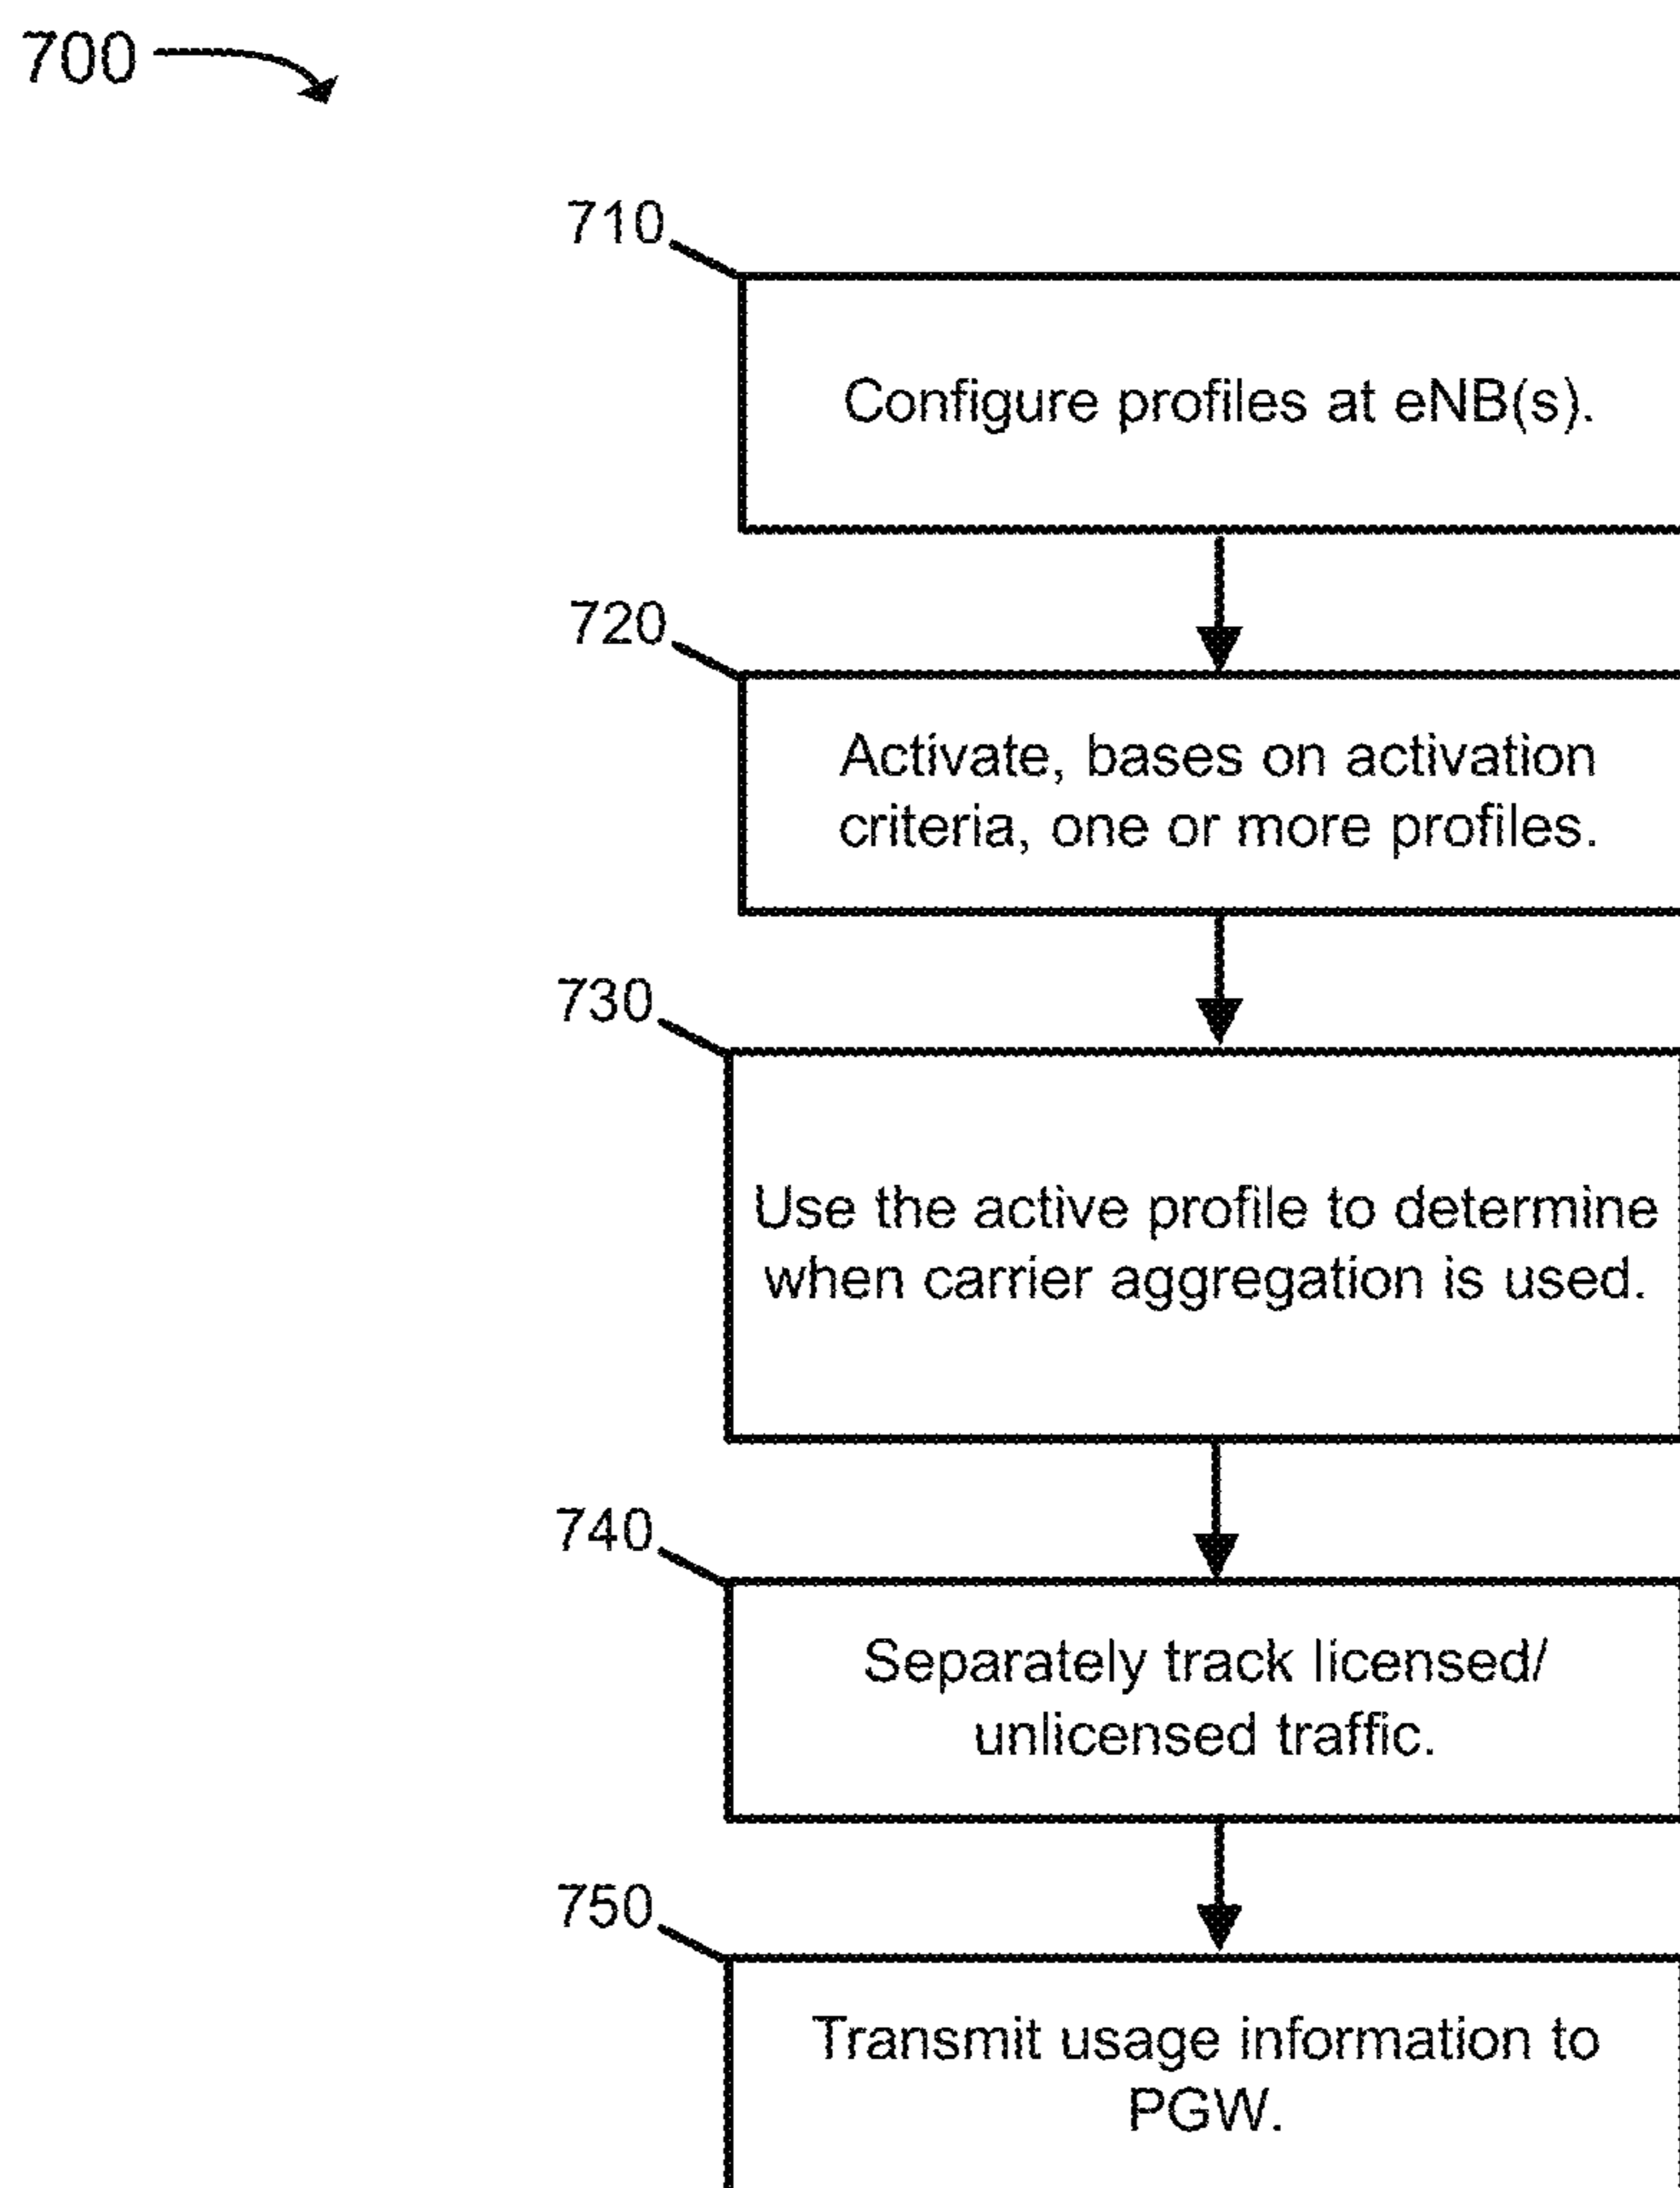 700
710
Configure profiles at eNB(s).
720
Activate, bases on activation
criteria, one or more profiles.
730
Use the active profile to determine
when carrier aggregation is used.
740
Separately track licensed/
unlicensed traffic.
750
Transmit usage information to
PGW.